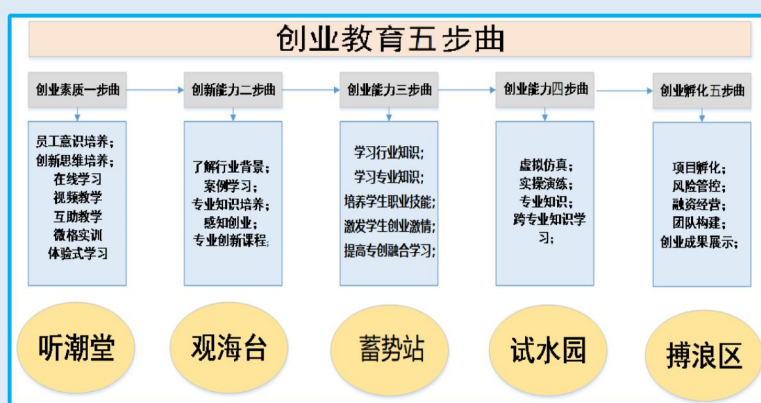 创业教育五步曲
创业素质一步曲
创新能力二步曲
创业能力三步曲
创业能力四步曲
创业孵化五步曲
员工意识培养；
创新思维培养；
在线学习
视频教学
互助教学
微格实训
体验式学习
了解行业背景；
案例学习；
专业知识培养；
感知创业；
专业创新课程；
学习行业知识；
学习专业知识；
培养学生职业技能；
激发学生创业激情；
提高专创融合学习；
虚拟仿真；
实操演练；
专业知识；
跨专业知识学
习；
项目孵化；
风险管控；
融资经营；
团队构建；
创业成果展示；
听潮堂
观海台
蓄势站
试水园
搏浪区